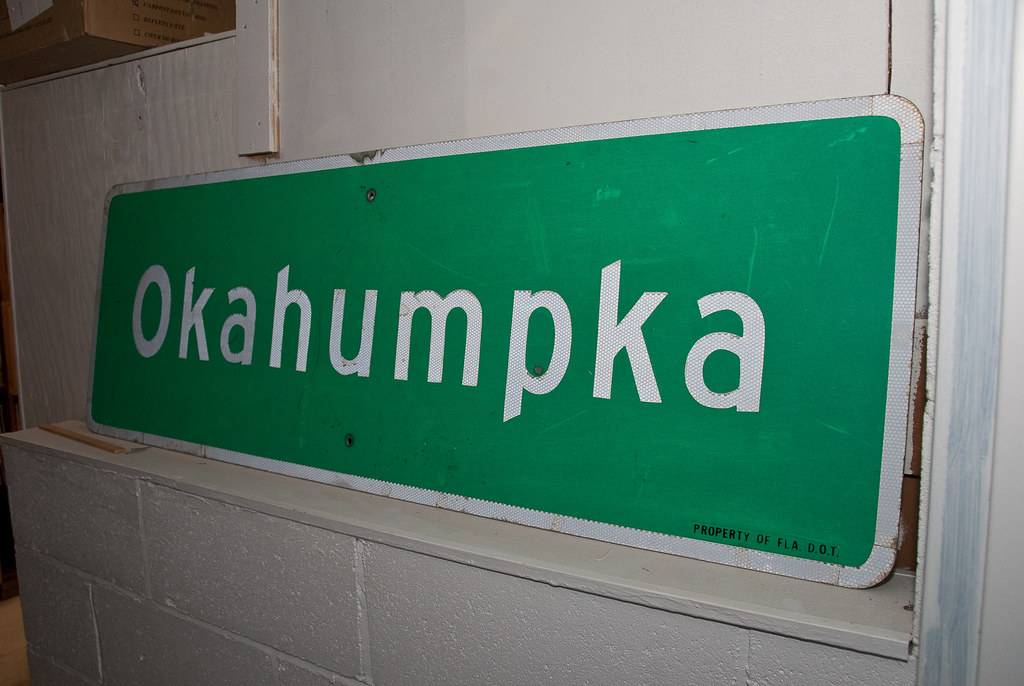 Okahumpka
PROPERTY OF FLA. D.O.T.